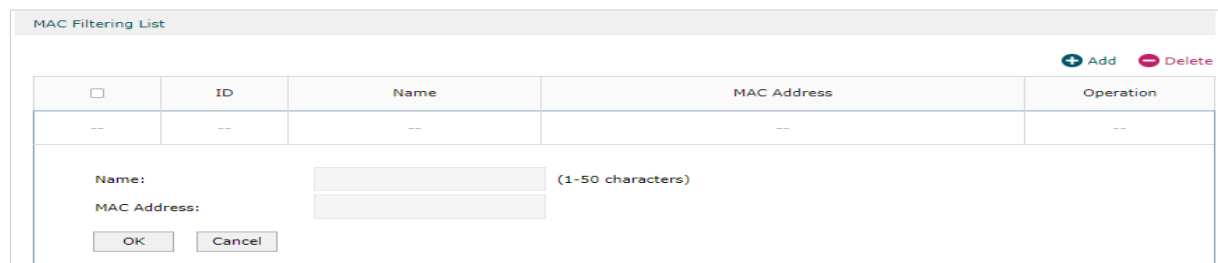 MAC Filtering List
Add Delete
ID Name MAC Address Operation
-- -- -- -- --
Name: (1-50 characters)
MAC Address:
OK Cancel